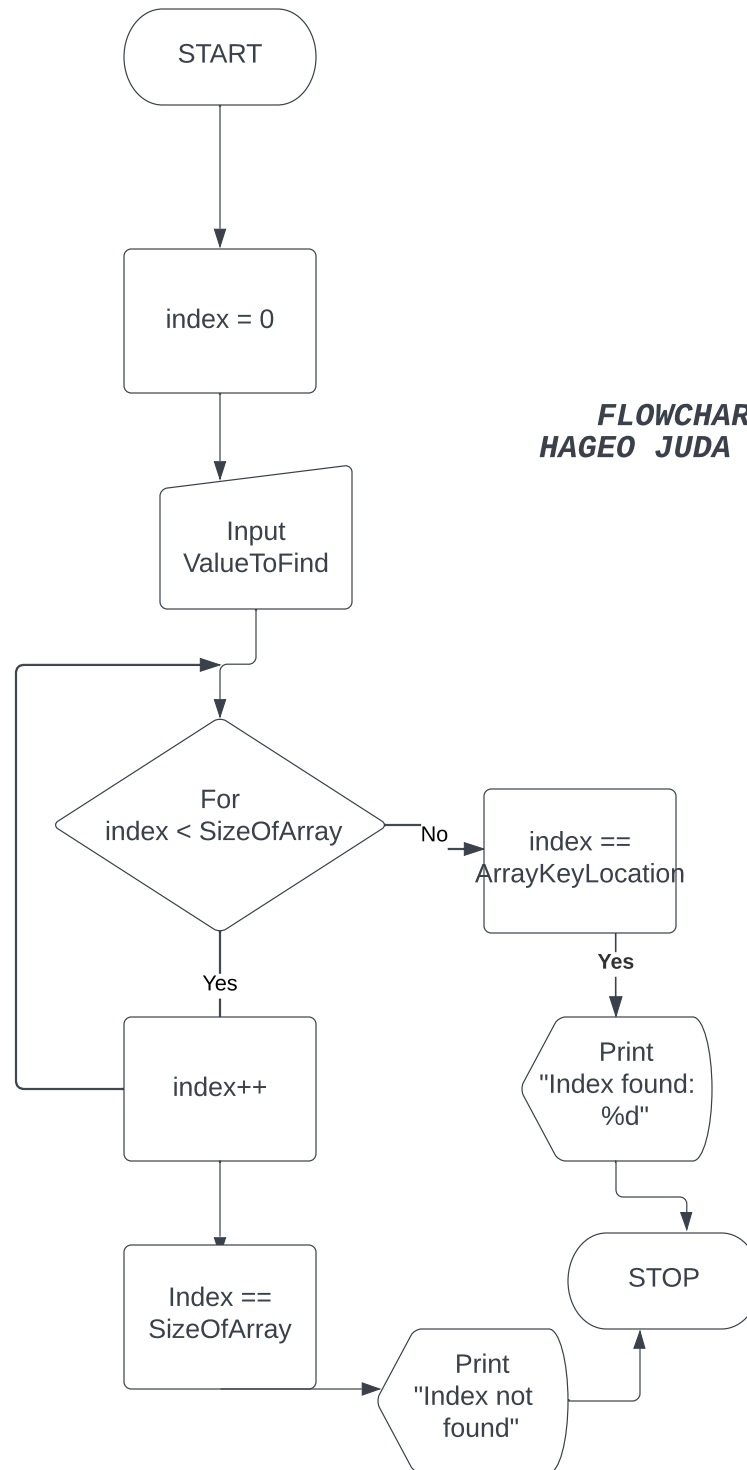 START
index = 0
FLOWCHAR
HAGEO JUDA
Input
ValueToFind
For
index < SizeOfArray
No
index ==
ArrayKeyLocation
Yes
Yes
index++
Print
"Index found:
%d"
Index ==
SizeOfArray
STOP
Print
"Index not
found"